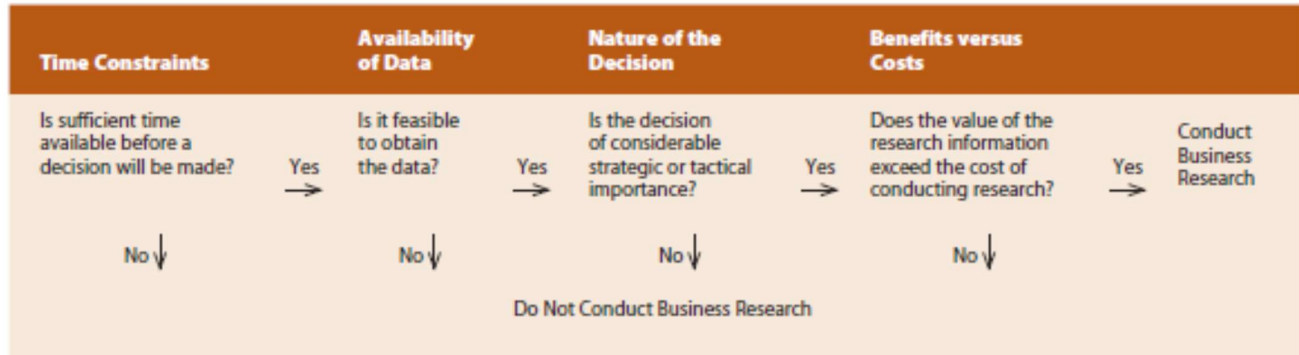 Time Constraints
Availability
of Data
Nature of the
Decision
Benefits versus
Costs
Is sufficient time
available before a
decision will be made?
Yes
Is it feasible
to obtain
the data?
Yes
Is the decision
of considerable
strategic or tactical
importance?
Yes
Does the value of the
research information
exceed the cost of
conducting research?
Yes
Conduct
Business
Research
No
No
No
No
Do Not Conduct Business Research